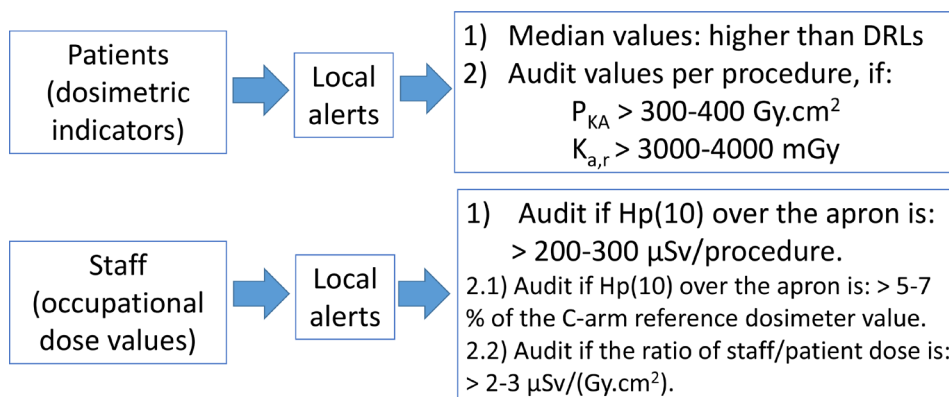 Patients
(dosimetric
indicators)
Local
alerts
1) Median values: higher than DRLs
2) Audit values per procedure, if:
P_KA > 300-400 Gy.cm²
K_a,r > 3000-4000 mGy
Staff
(occupational
dose values)
Local
alerts
1) Audit if Hp(10) over the apron is:
> 200-300 µSv/procedure.
2.1) Audit if Hp(10) over the apron is: > 5-7
% of the C-arm reference dosimeter value.
2.2) Audit if the ratio of staff/patient dose is:
> 2-3 µSv/(Gy.cm²).